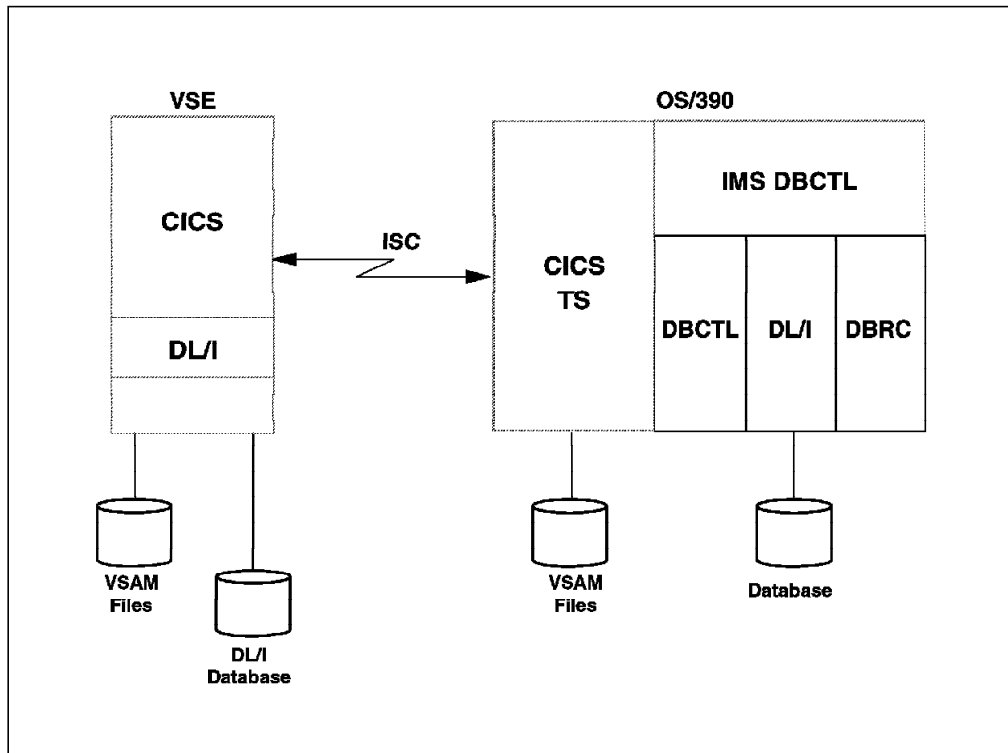 VSE
OS/390
CICS
ISC
DL/I
CICS
TS
IMS DBCTL
DBCTL
DL/I
DBRC
VSAM
Files
DL/I
Database
VSAM
Files
Database